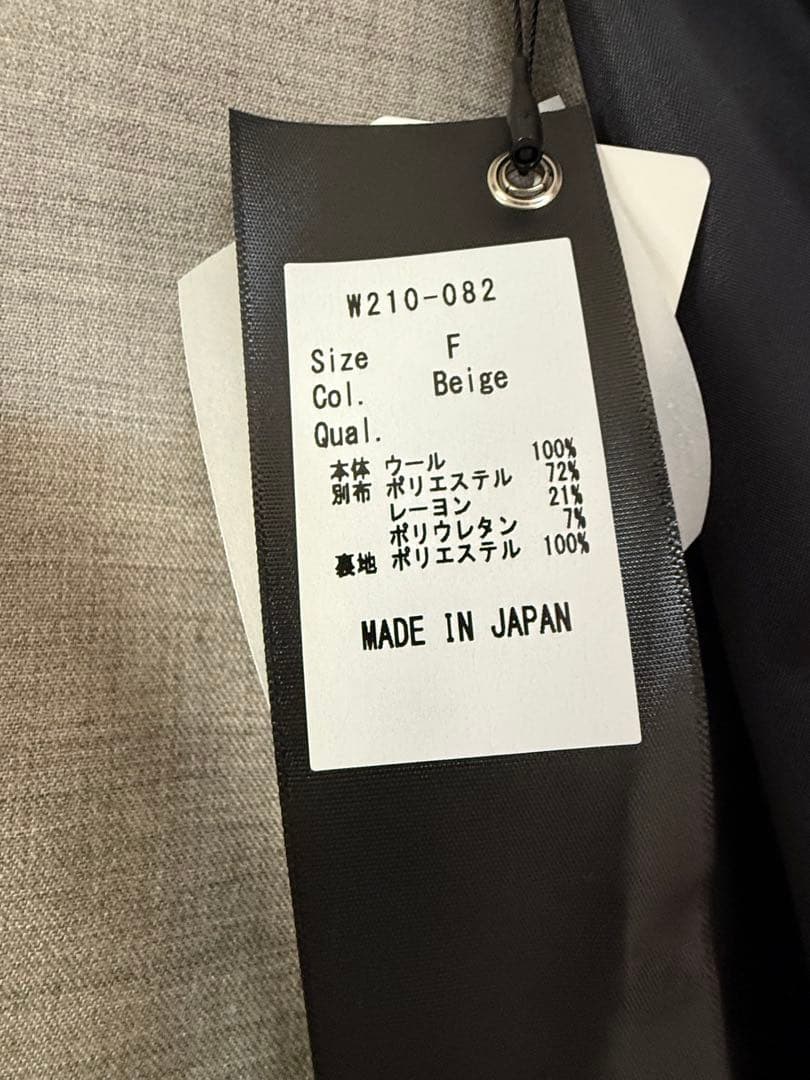 W210-082
Size F
Col. Beige
Qual.
本体 ウール 100%
別布 ポリエステル 72%
レーヨン 21%
ポリウレタン 7%
裏地 ポリエステル 100%
MADE IN JAPAN